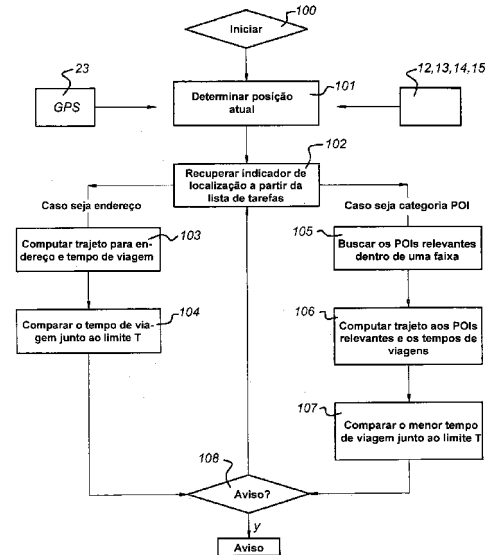 100
Iniciar
23
GPS
101
Determinar posição
atual
12,13,14,15
102
Recuperar indicador de
localização a partir da
lista de tarefas
Caso seja endereço
Caso seja categoria POI
103
Computar trajeto para en-
dereço e tempo de viagem
105
Buscar os POIs relevantes
dentro de uma faixa
104
Comparar o tempo de via-
gem junto ao limite T
106
Computar trajeto aos POIs
relevantes e os tempos de
viagens
107
Comparar o menor tempo
de viagem junto ao limite T
108
Aviso?
y
Aviso